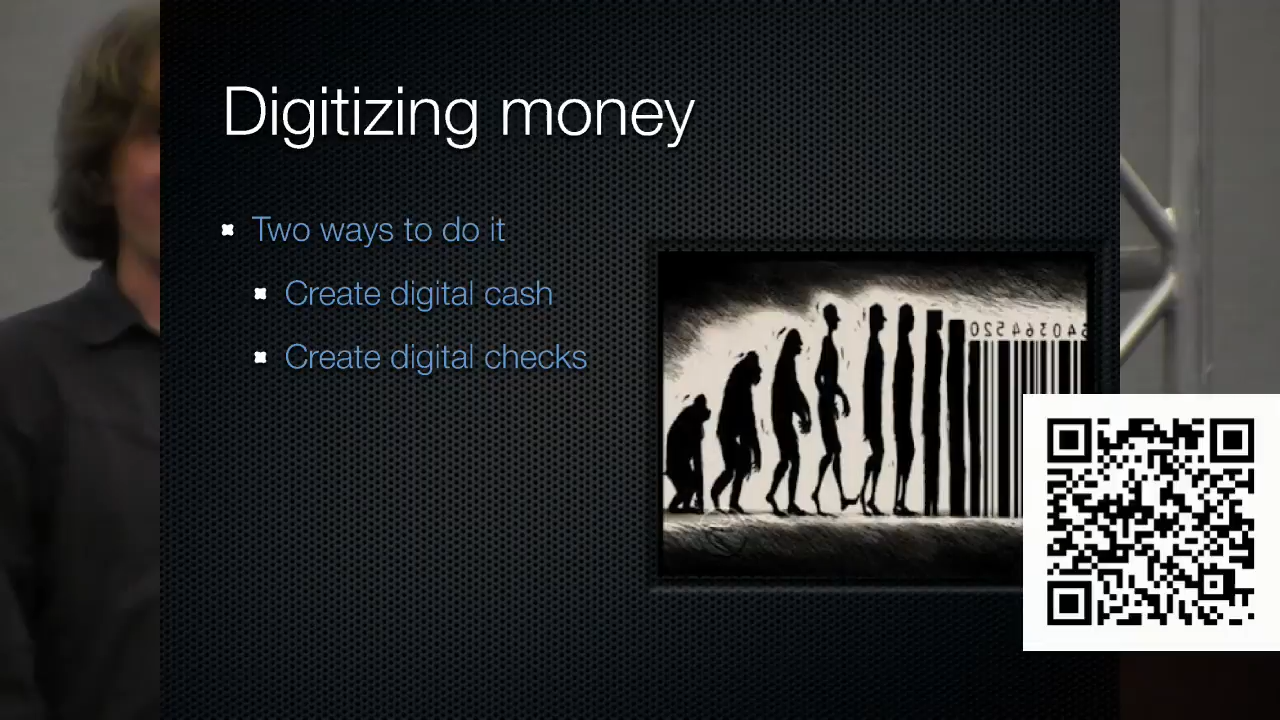 Digitizing money
Two ways to do it
Create digital cash
Create digital checks